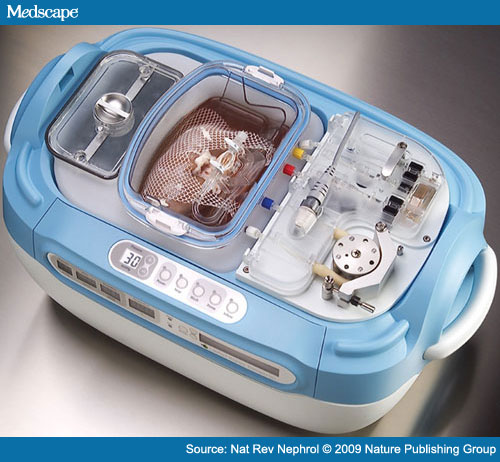 Medscape
30
Source: Nat Rev Nephrol © 2009 Nature Publishing Group